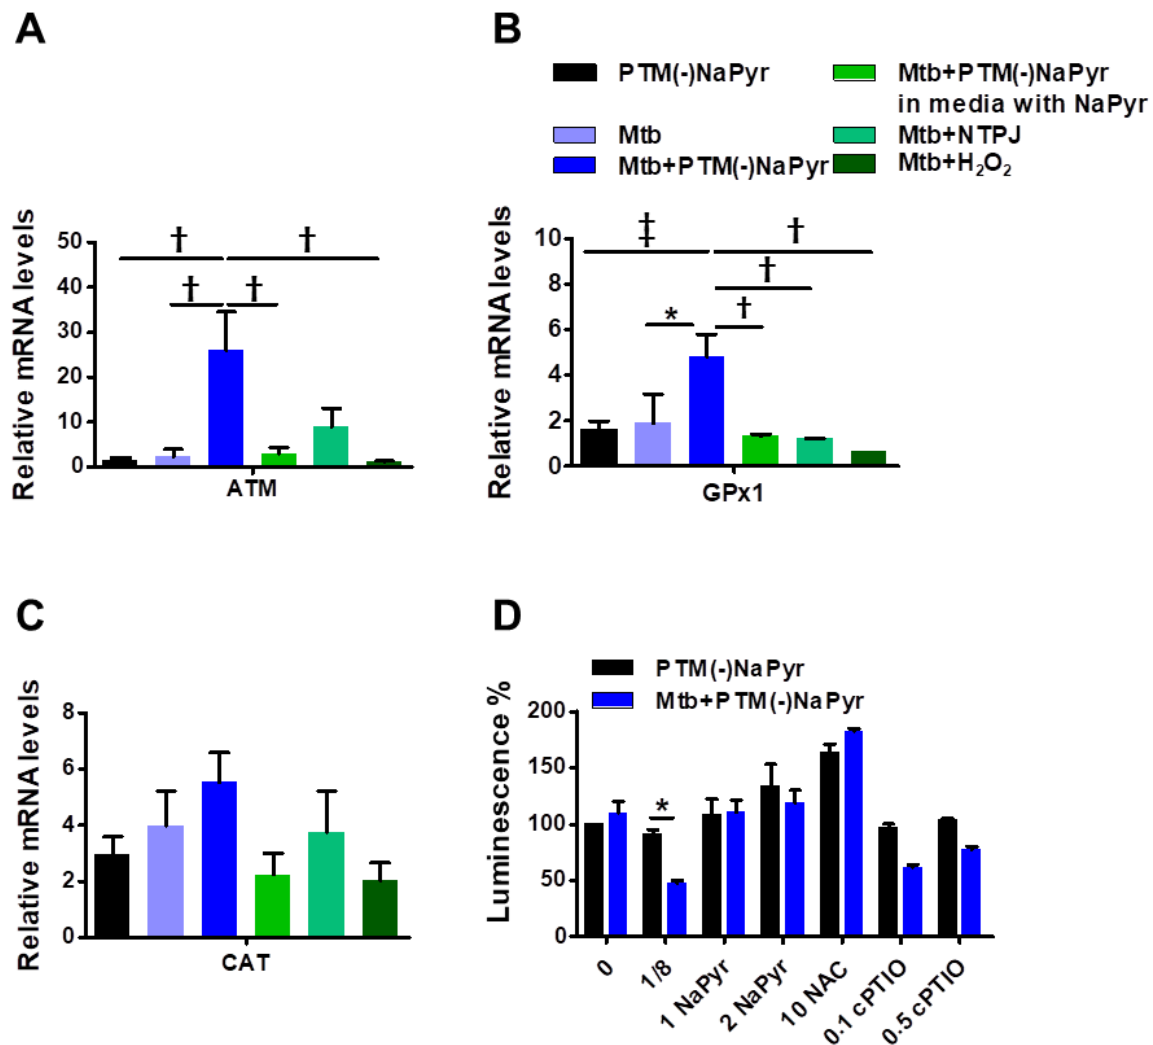 A
B
PTM(-)NaPyr
Mtb
Mtb+PTM(-)NaPyr
Mtb+PTM(-)NaPyr
in media with NaPyr
Mtb+NTPJ
Mtb+H₂O₂
Relative mRNA levels
50
40
30
20
10
0
† †
† †
ATM
Relative mRNA levels
10
8
6
4
2
0
‡ †
†
* †
GPx1
C
D
Relative mRNA levels
8
6
4
2
0
CAT
PTM(-)NaPyr
Mtb+PTM(-)NaPyr
Luminescence %
200
150
100
50
0
*
0
1/8
1 NaPyr
2 NaPyr
10 NAC
0.1 cPTIO
0.5 cPTIO